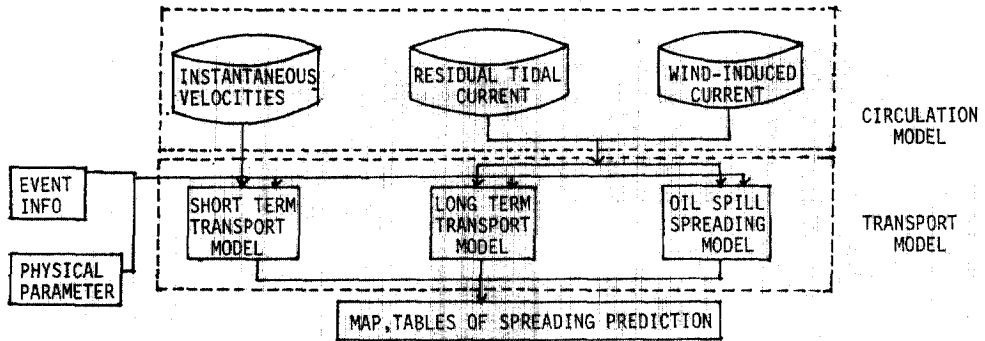 INSTANTANEOUS
VELOCITIES
RESIDUAL TIDAL
CURRENT
WIND-INDUCED
CURRENT
CIRCULATION
MODEL
EVENT
INFO
SHORT TERM
TRANSPORT
MODEL
LONG TERM
TRANSPORT
MODEL
OIL SPILL
SPREADING
MODEL
TRANSPORT
MODEL
PHYSICAL
PARAMETER
MAP,TABLES OF SPREADING PREDICTION